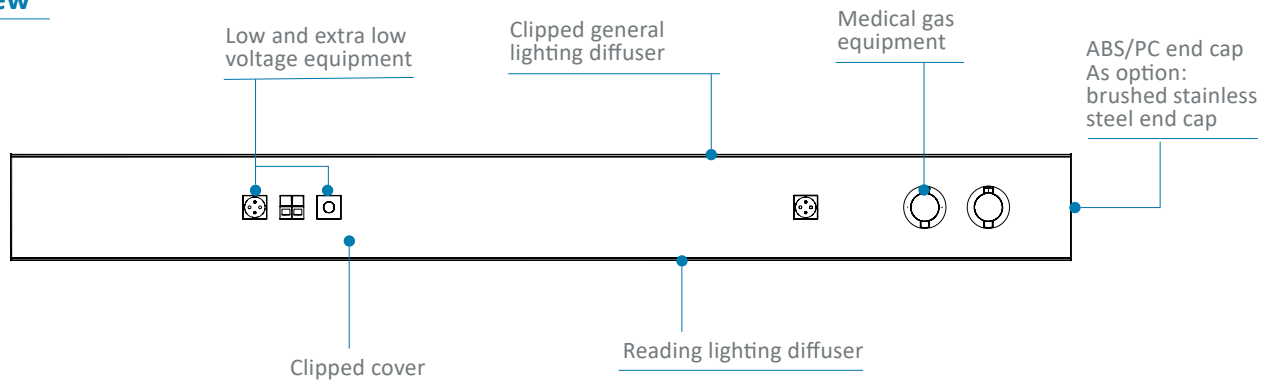 Low and extra low
voltage equipment
Clipped general
lighting diffuser
Medical gas
equipment
ABS/PC end cap
As option:
brushed stainless
steel end cap
Clipped cover
Reading lighting diffuser